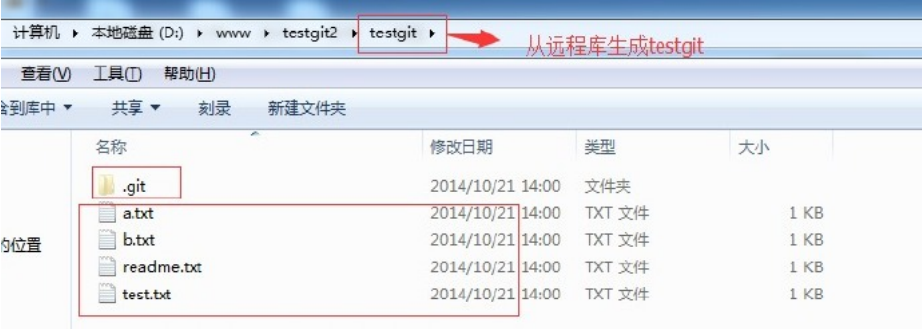 计算机 ▸ 本地磁盘 (D:) ▸ www ▸ testgit2 ▸ testgit ▸
从远程库生成testgit
查看(V) 工具(T) 帮助(H)
含到库中 ▼ 共享 ▼ 刻录 新建文件夹
名称 修改日期 类型 大小
.git 2014/10/21 14:00 文件夹
a.txt 2014/10/21 14:00 TXT 文件 1 KB
b.txt 2014/10/21 14:00 TXT 文件 1 KB
的位置
readme.txt 2014/10/21 14:00 TXT 文件 1 KB
test.txt 2014/10/21 14:00 TXT 文件 1 KB